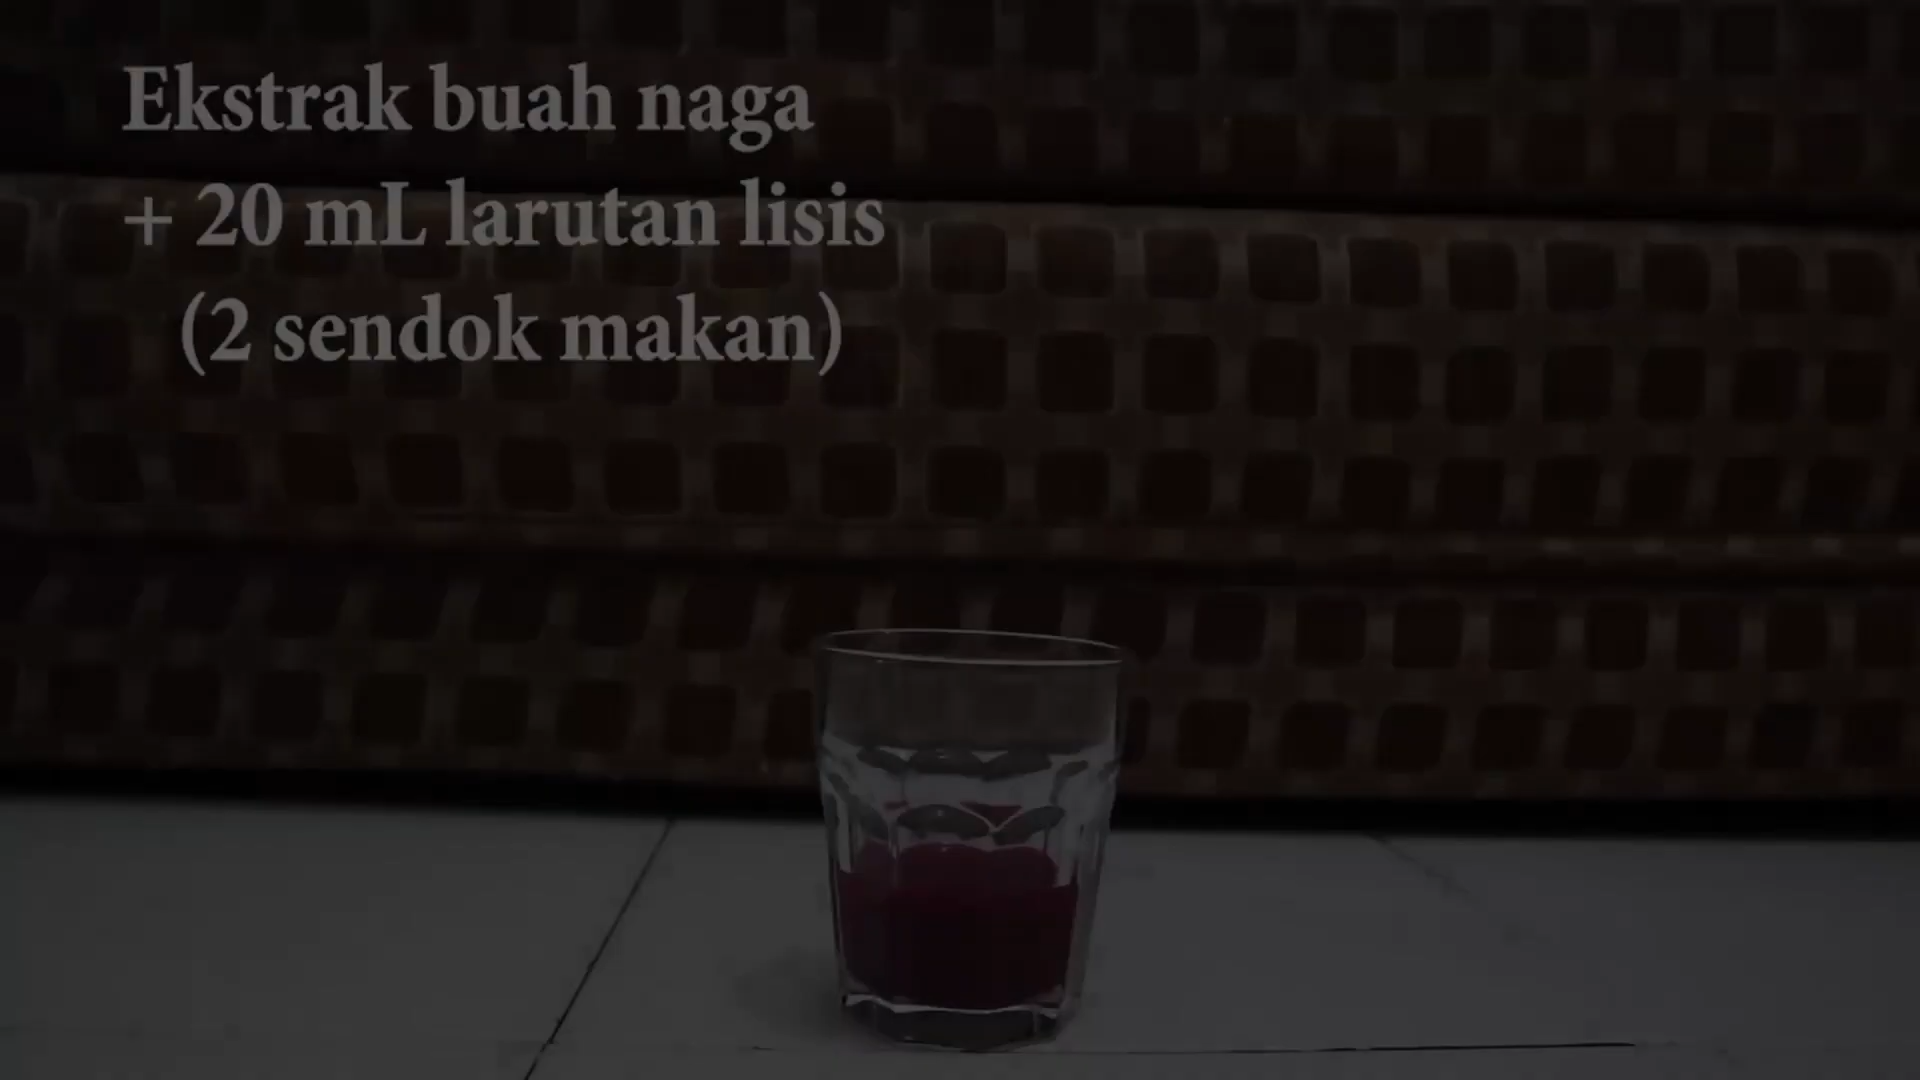 Ekstrak buah naga
+ 20 mL larutan lisis
(2 sendok makan)